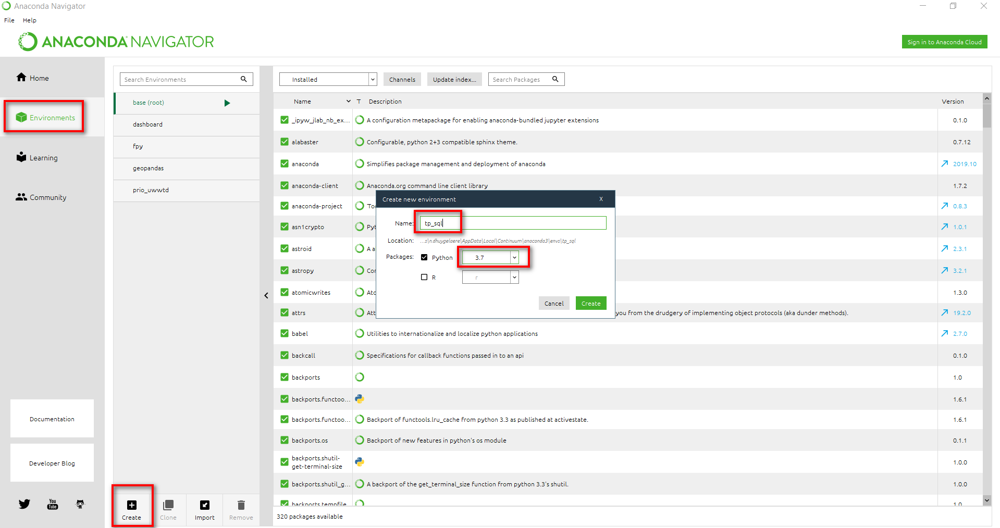 Anaconda Navigator
File Help
ANACONDA NAVIGATOR
Sign in to Anaconda Cloud
Home
Environments
Learning
Community
Documentation
Developer Blog
You Tube
Search Environments
base (root)
dashboard
fpy
geopandas
prio_uwwtd
Create Clone Import Remove
Installed Channels Update index... Search Packages
Name T Description Version
_ipyw_jlab_nb_ex... A configuration metapackage for enabling anaconda-bundled jupyter extensions 0.1.0
alabaster Configurable, python 2+3 compatible sphinx theme. 0.7.12
anaconda Simplifies package management and deployment of anaconda 2019.10
anaconda-client Anaconda.org command line client library 1.7.2
anaconda-project Too 0.8.3
asn1crypto Pyt 1.0.1
astroid A a 2.3.1
astropy Cor 3.2.1
atomicwrites Ato 1.3.0
attrs Att you from the drudgery of implementing object protocols (aka dunder methods). 19.2.0
babel Utilities to internationalize and localize python applications 2.7.0
backcall Specifications for callback functions passed in to an api 0.1.0
backports 1.0
backports.functoo... 1.6.1
backports.functoo... Backport of functools.lru_cache from python 3.3 as published at activestate. 1.6.1
backports.os Backport of new features in python's os module 0.1.1
backports.shutil-
get-terminal-size 1.0.0
backports.shutil_g... A backport of the get_terminal_size function from python 3.3's shutil. 1.0.0
backports.tempfile 1.0
320 packages available
Create new environment X
Name: tp_sql
Location: ...s\n.dhuygelaere\AppData\Local\Continuum\anaconda3\envs\tp_sql
Packages: Python 3.7
R r
Cancel Create